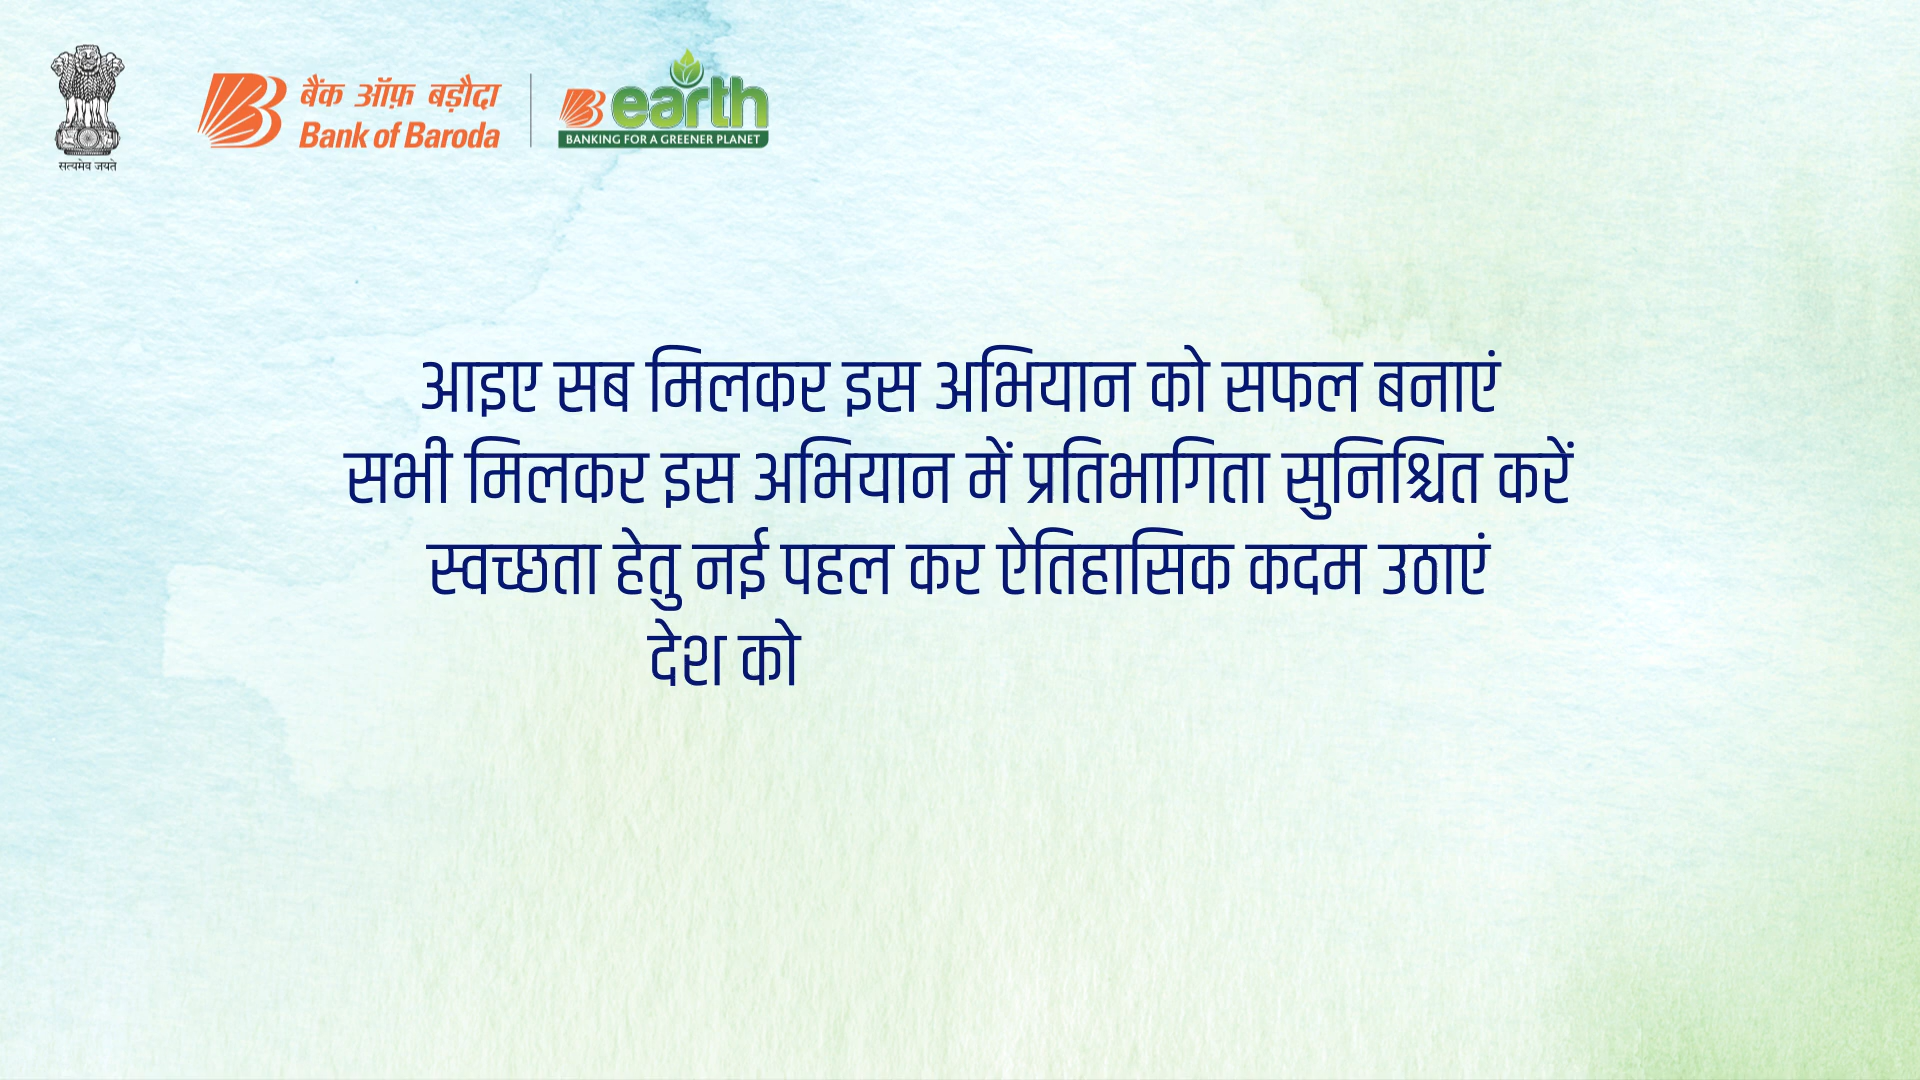 सत्यमेव जयते
बैंक ऑफ़ बड़ौदा
Bank of Baroda
earth
BANKING FOR A GREENER PLANET
आइए सब मिलकर इस अभियान को सफल बनाएं
सभी मिलकर इस अभियान में प्रतिभागिता सुनिश्चित करें
स्वच्छता हेतु नई पहल कर ऐतिहासिक कदम उठाएं
देश को